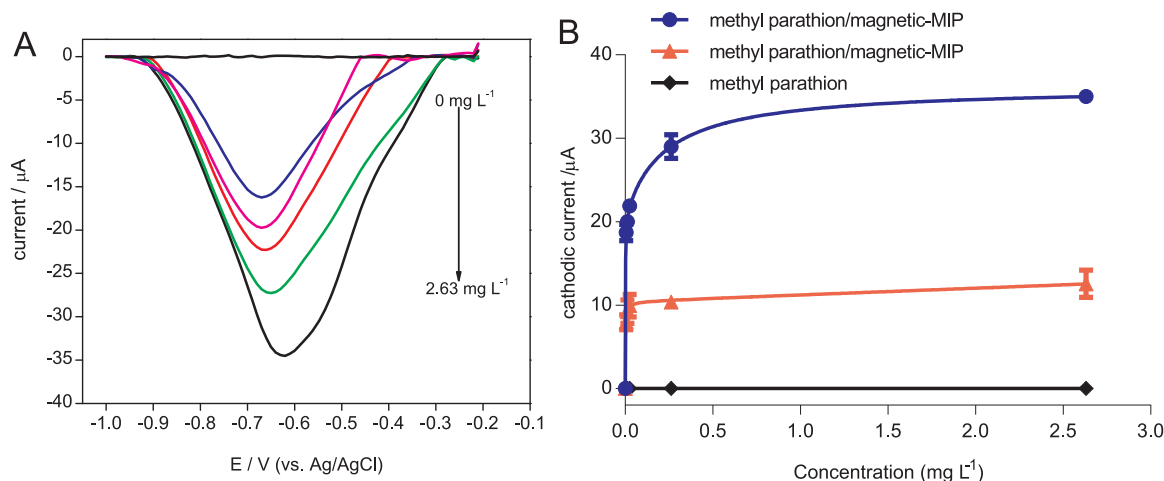 A
current / μA
0
-5
-10
-15
-20
-25
-30
-35
-40
0 mg L⁻¹
2.63 mg L⁻¹
-1.0 -0.9 -0.8 -0.7 -0.6 -0.5 -0.4 -0.3 -0.2 -0.1
E / V (vs. Ag/AgCl)
B
methyl parathion/magnetic-MIP
methyl parathion/magnetic-MIP
methyl parathion
cathodic current /μA
40
30
20
10
0
0.0 0.5 1.0 1.5 2.0 2.5 3.0
Concentration (mg L⁻¹)